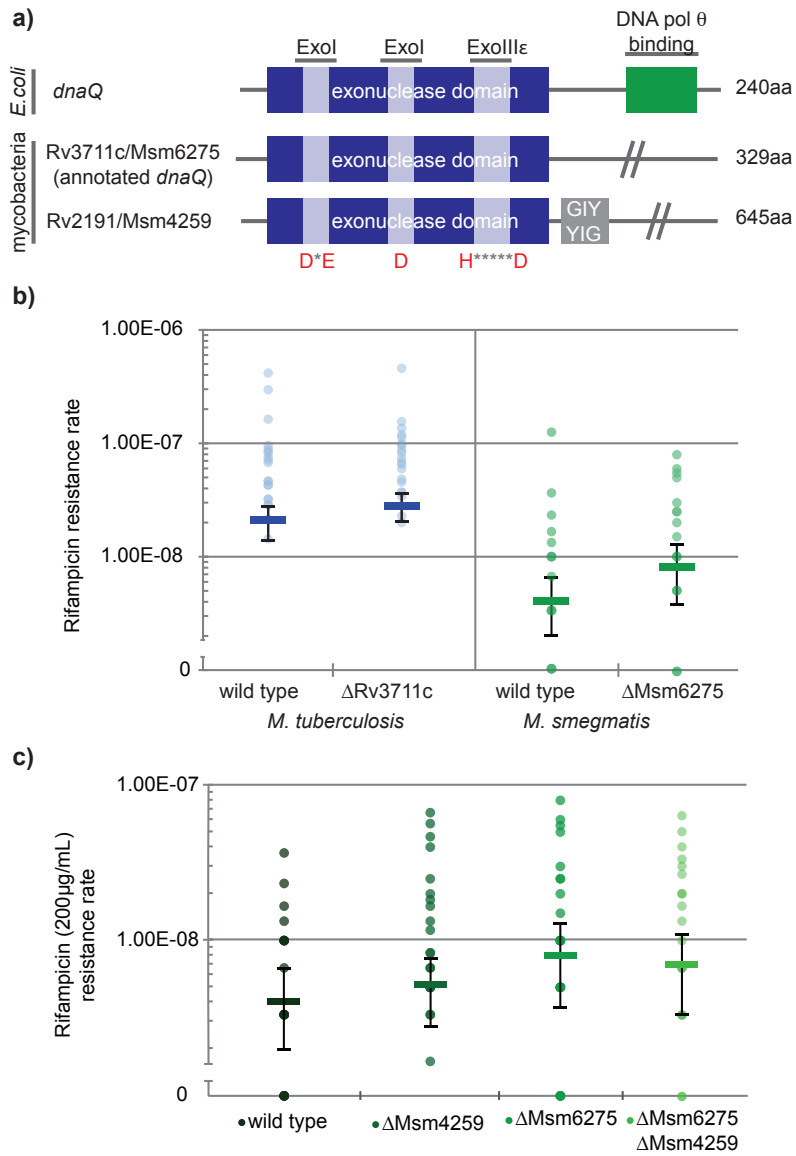 a)
ExoI
ExoI
ExoIIIε
DNA pol θ
binding
E.coli
dnaQ
exonuclease domain
240aa
mycobacteria
Rv3711c/Msm6275
(annotated dnaQ)
exonuclease domain
329aa
Rv2191/Msm4259
exonuclease domain
GIY
YIG
645aa
D*E
D
H*****D
b)
Rifampicin resistance rate
1.00E-06
1.00E-07
1.00E-08
0
wild type
ΔRv3711c
wild type
ΔMsm6275
M. tuberculosis
M. smegmatis
c)
Rifampicin (200µg/mL)
resistance rate
1.00E-07
1.00E-08
0
wild type
ΔMsm4259
ΔMsm6275
ΔMsm6275
ΔMsm4259